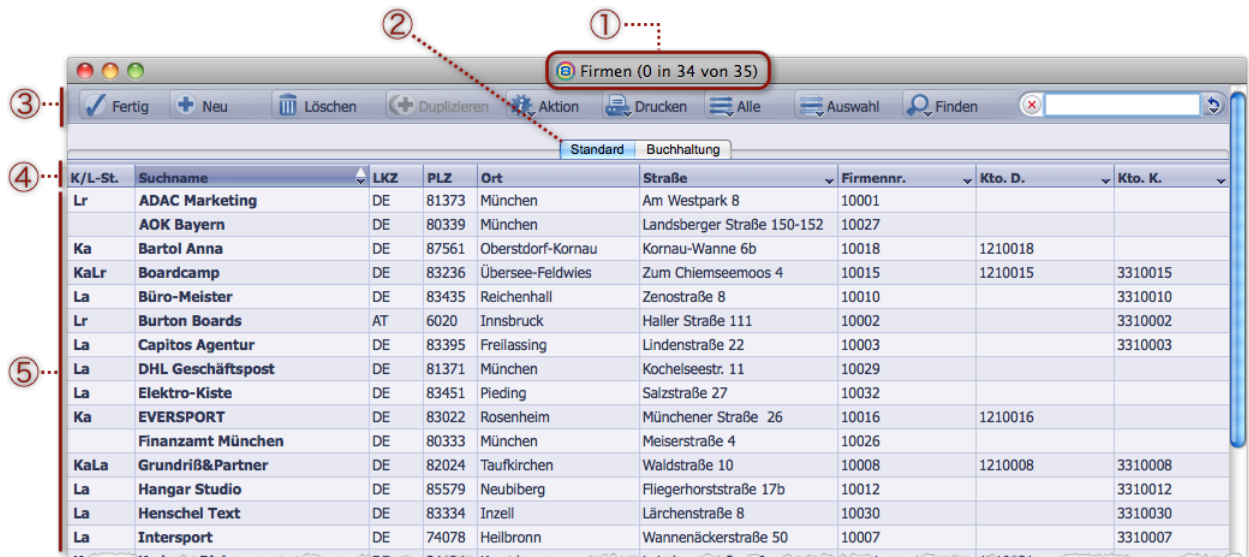 ② ①
8 Firmen (0 in 34 von 35)
③ Fertig Neu Löschen Duplizieren Aktion Drucken Alle Auswahl Finden
Standard Buchhaltung
④ K/L-St. Suchname LKZ PLZ Ort Straße Firmennr. Kto. D. Kto. K.
Lr ADAC Marketing DE 81373 München Am Westpark 8 10001
AOK Bayern DE 80339 München Landsberger Straße 150-152 10027
Ka Bartol Anna DE 87561 Oberstdorf-Kornau Kornau-Wanne 6b 10018 1210018
KaLr Boardcamp DE 83236 Übersee-Feldwies Zum Chiemseemoos 4 10015 1210015 3310015
La Büro-Meister DE 83435 Reichenhall Zenostraße 8 10010 3310010
Lr Burton Boards AT 6020 Innsbruck Haller Straße 111 10002 3310002
La Capitos Agentur DE 83395 Freilassing Lindenstraße 22 10003 3310003
⑤ La DHL Geschäftspost DE 81371 München Kochelseestr. 11 10029
La Elektro-Kiste DE 83451 Pieding Salzstraße 27 10032
Ka EVERSPORT DE 83022 Rosenheim Münchener Straße 26 10016 1210016
Finanzamt München DE 80333 München Meiserstraße 4 10026
KaLa Grundriß&Partner DE 82024 Taufkirchen Waldstraße 10 10008 1210008 3310008
La Hangar Studio DE 85579 Neubiberg Fliegerhorststraße 17b 10012 3310012
La Henschel Text DE 83334 Inzell Lärchenstraße 8 10030 3310030
La Intersport DE 74078 Heilbronn Wannenäckerstraße 50 10007 3310007